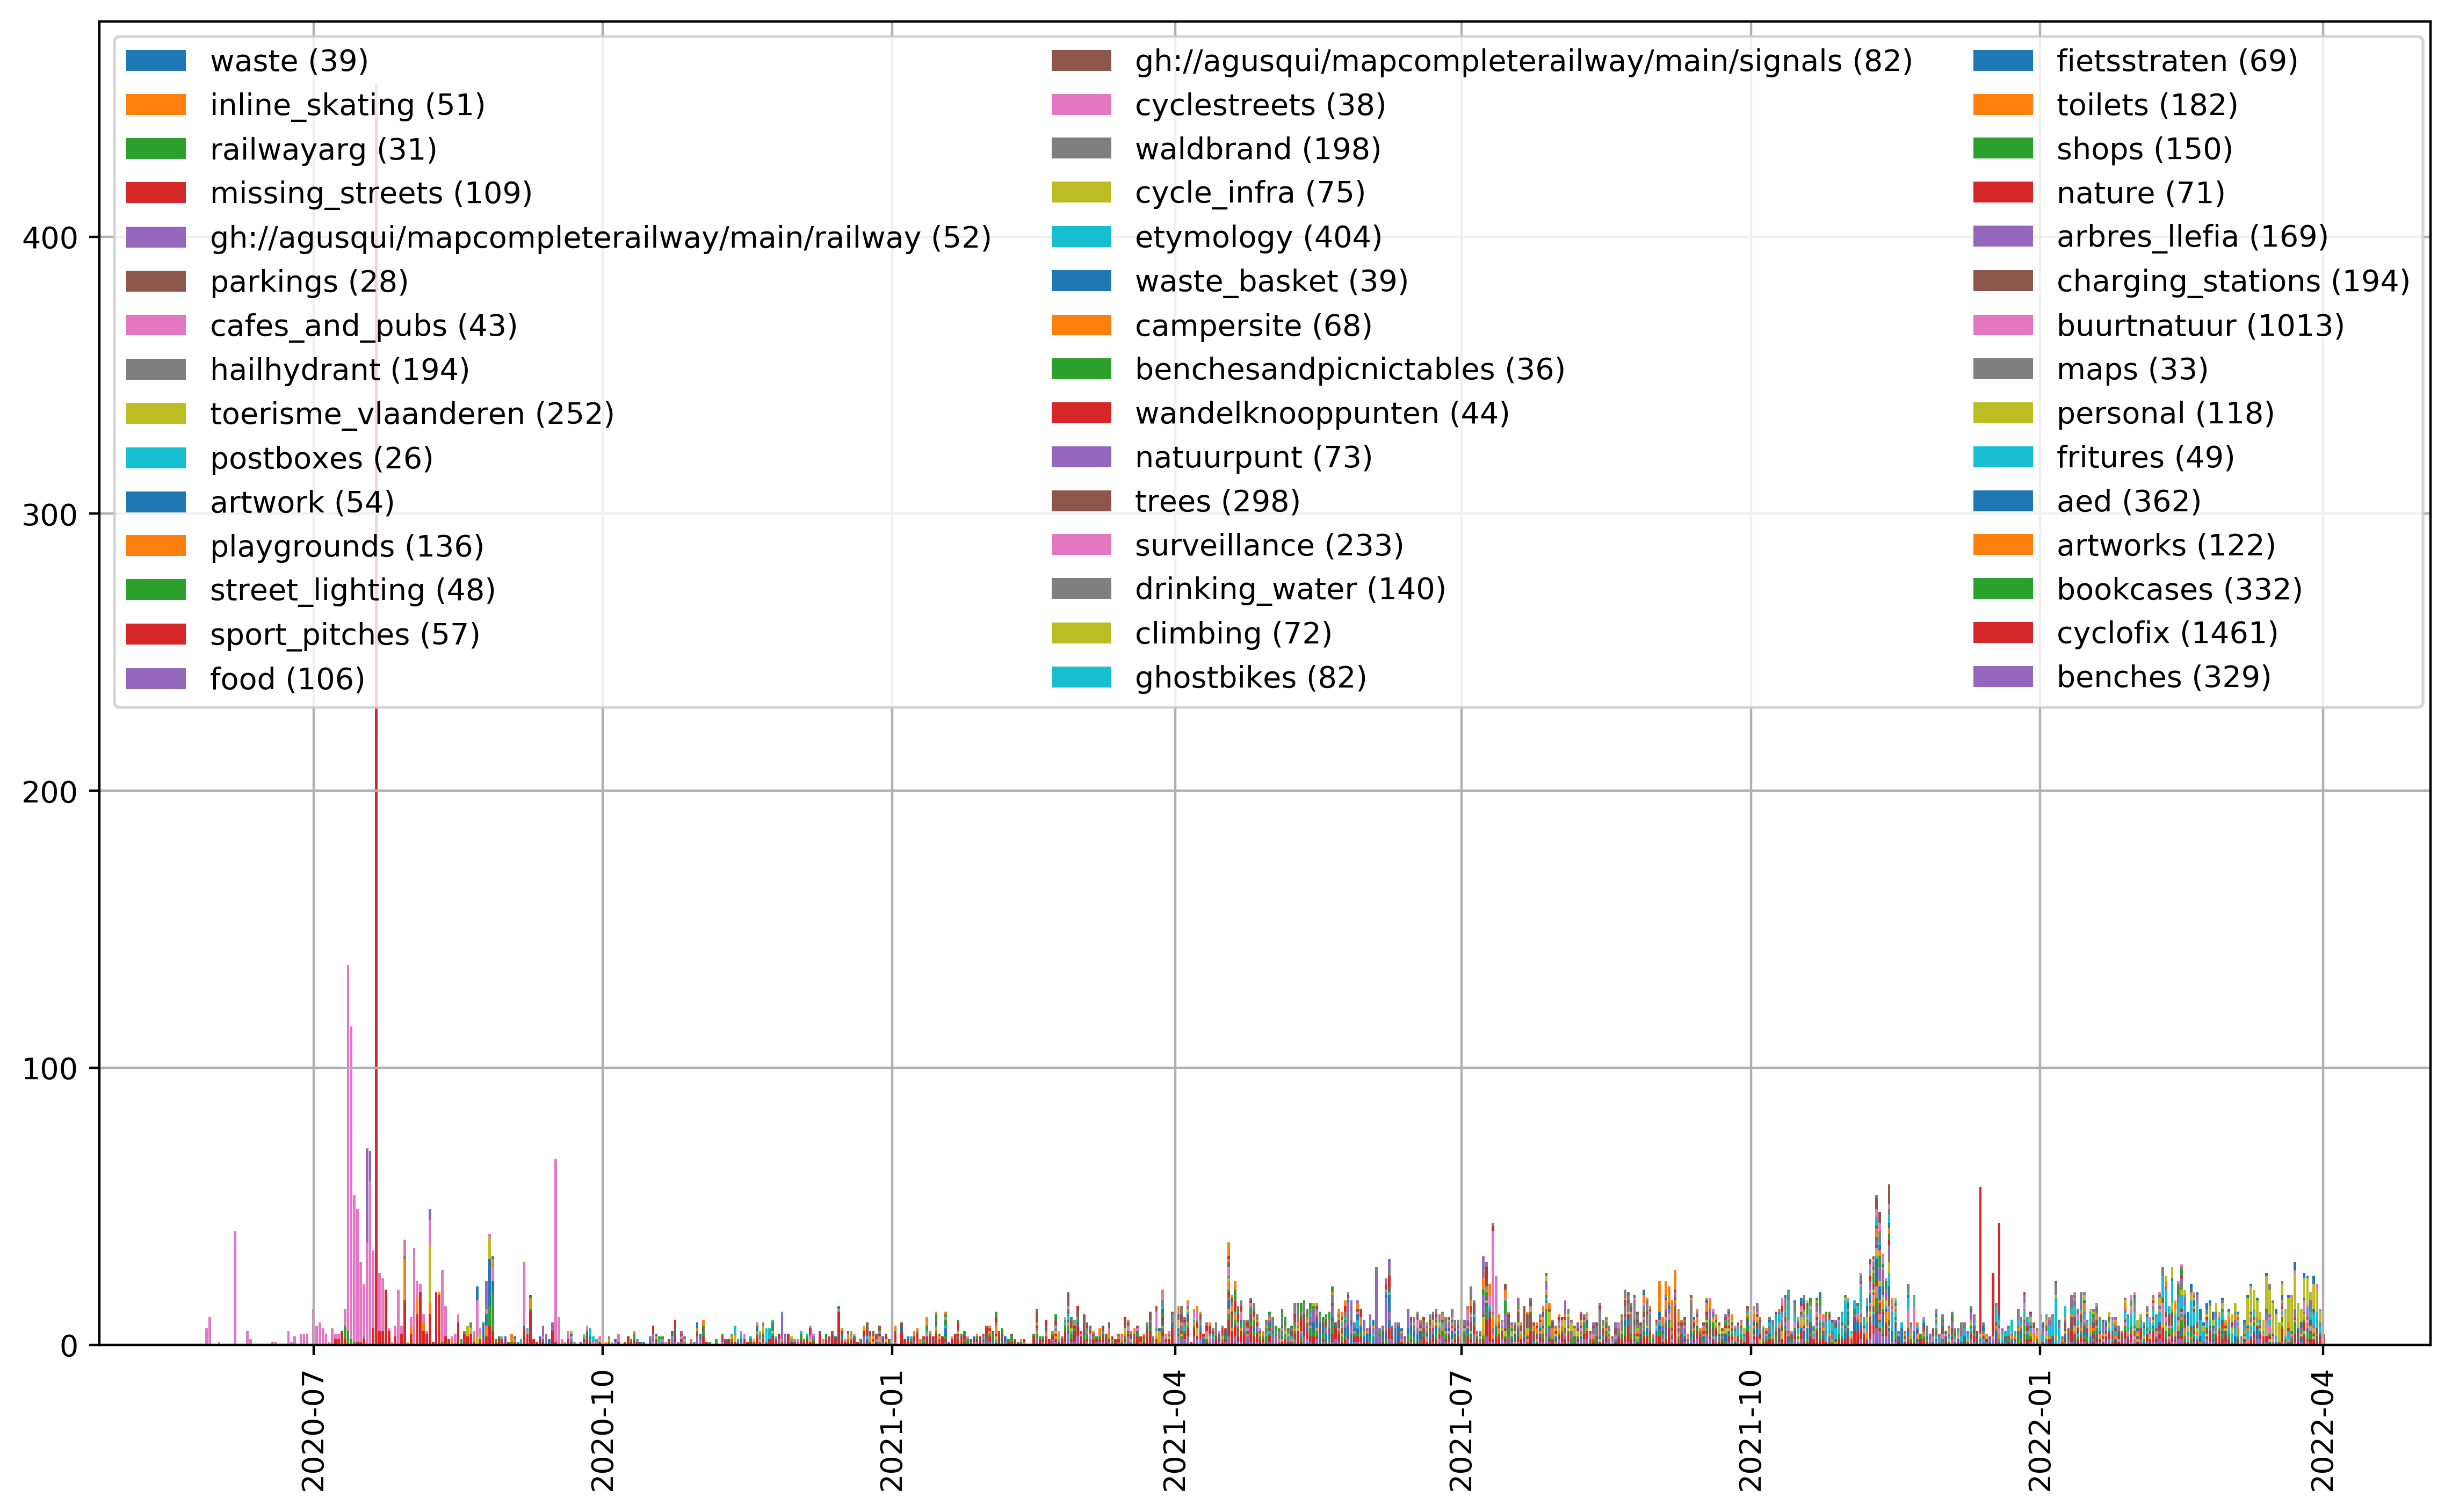 waste (39)
inline_skating (51)
railwayarg (31)
missing_streets (109)
gh://agusqui/mapcompleterailway/main/railway (52)
parkings (28)
cafes_and_pubs (43)
hailhydrant (194)
toerisme_vlaanderen (252)
postboxes (26)
artwork (54)
playgrounds (136)
street_lighting (48)
sport_pitches (57)
food (106)
gh://agusqui/mapcompleterailway/main/signals (82)
cyclestreets (38)
waldbrand (198)
cycle_infra (75)
etymology (404)
waste_basket (39)
campersite (68)
benchesandpicnictables (36)
wandelknooppunten (44)
natuurpunt (73)
trees (298)
surveillance (233)
drinking_water (140)
climbing (72)
ghostbikes (82)
fietsstraten (69)
toilets (182)
shops (150)
nature (71)
arbres_llefia (169)
charging_stations (194)
buurtnatuur (1013)
maps (33)
personal (118)
fritures (49)
aed (362)
artworks (122)
bookcases (332)
cyclofix (1461)
benches (329)
400
300
200
100
0
2020-07
2020-10
2021-01
2021-04
2021-07
2021-10
2022-01
2022-04